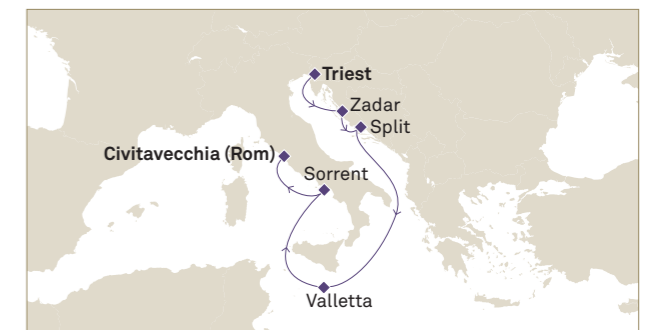 Triest
Zadar
Split
Civitavecchia (Rom)
Sorrent
Valletta